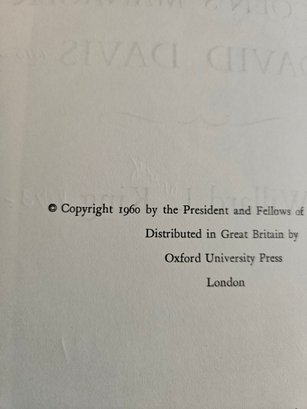 © Copyright 1960 by the President and Fellows of
Distributed in Great Britain by
Oxford University Press
London